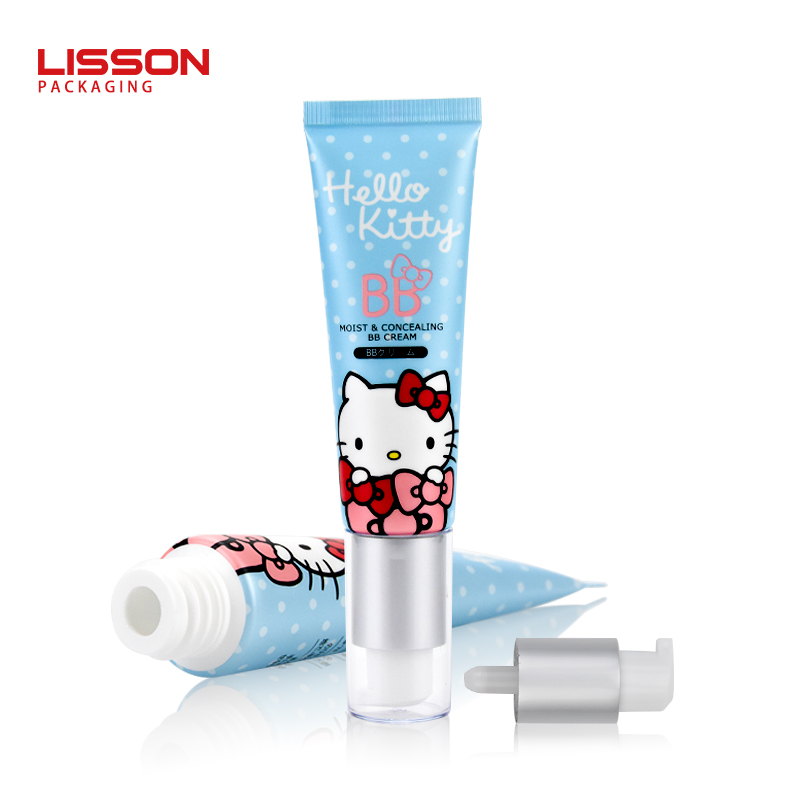 LISSON
PACKAGING
Hello
Kitty
BB
MOIST & CONCEALING
BB CREAM
BBクリーム